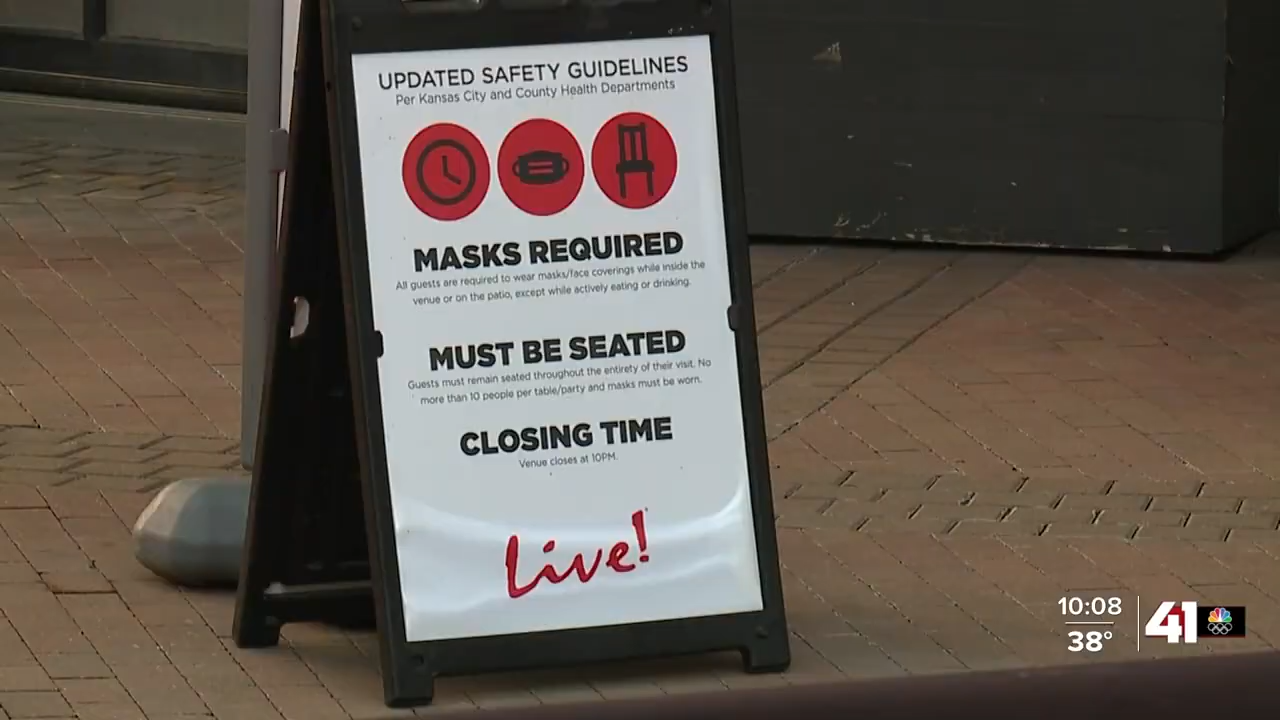 UPDATED SAFETY GUIDELINES
Per Kansas City and County Health Departments
MASKS REQUIRED
All guests are required to wear masks/face coverings while inside the
venue or on the patio, except while actively eating or drinking.
MUST BE SEATED
Guests must remain seated throughout the entirety of their visit. No
more than 10 people per table/party and masks must be worn.
CLOSING TIME
Venue closes at 10PM.
Live!
10:08
38°
41